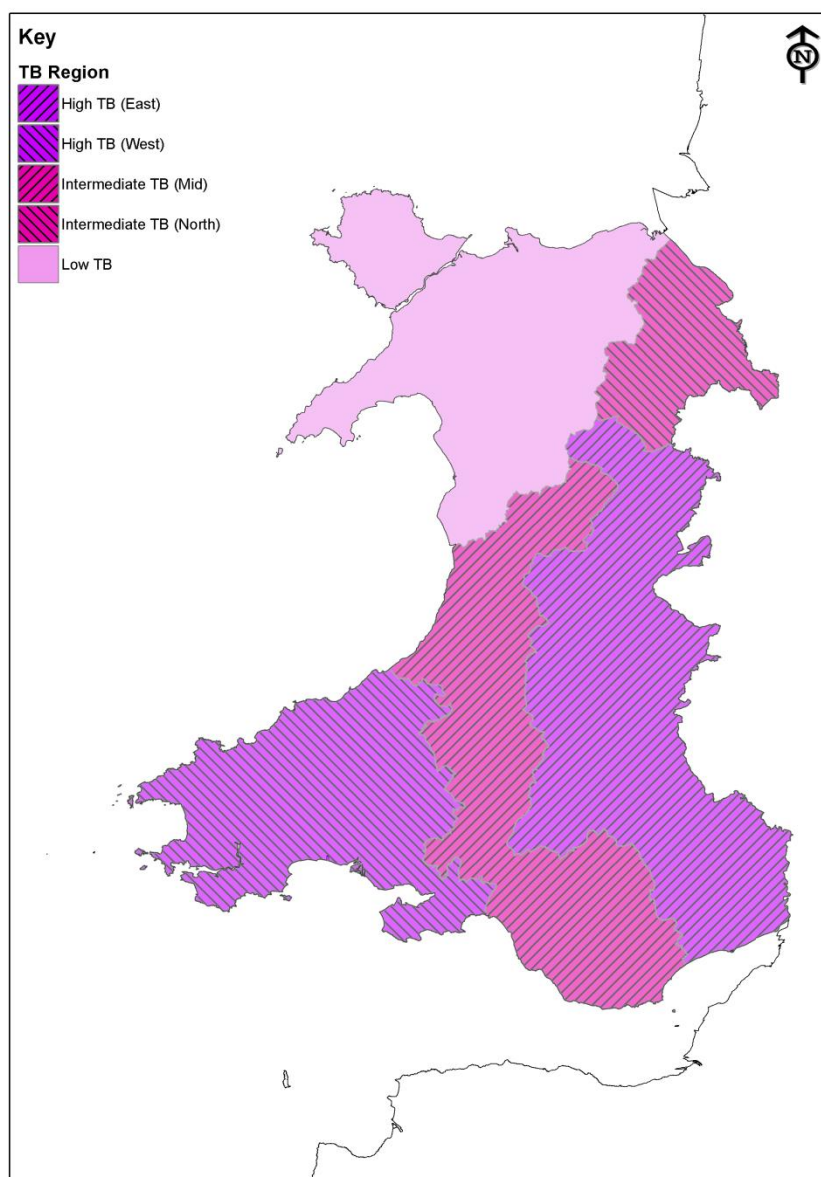 Key
N
TB Region
High TB (East)
High TB (West)
Intermediate TB (Mid)
Intermediate TB (North)
Low TB